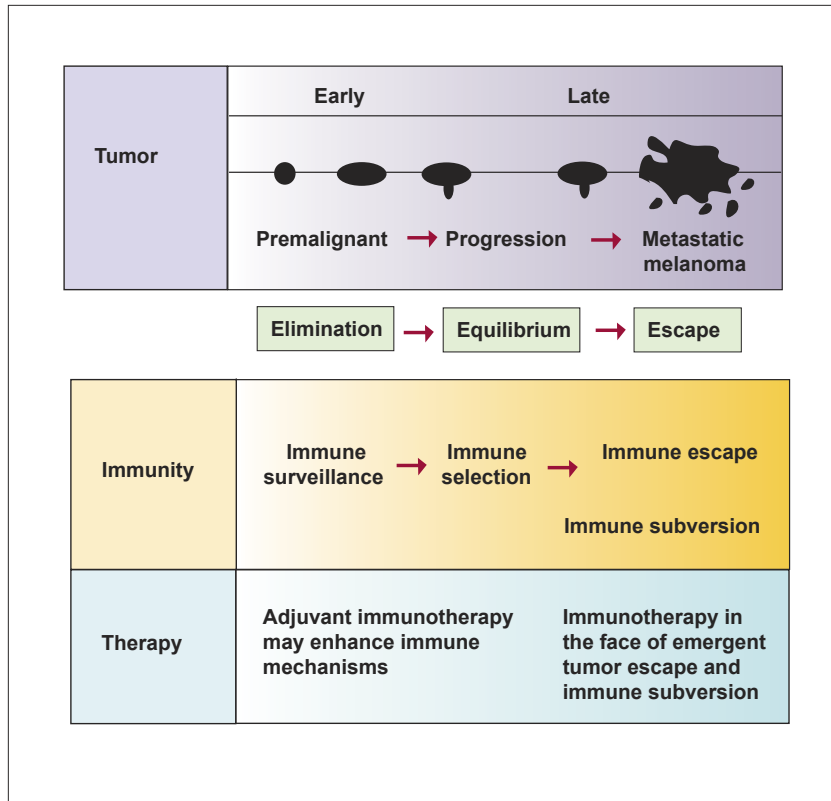 Early Late
Tumor
Premalignant Progression Metastatic
melanoma
Elimination Equilibrium Escape
Immunity
Immune
surveillance
Immune
selection
Immune escape
Immune subversion
Therapy
Adjuvant immunotherapy
may enhance immune
mechanisms
Immunotherapy in
the face of emergent
tumor escape and
immune subversion